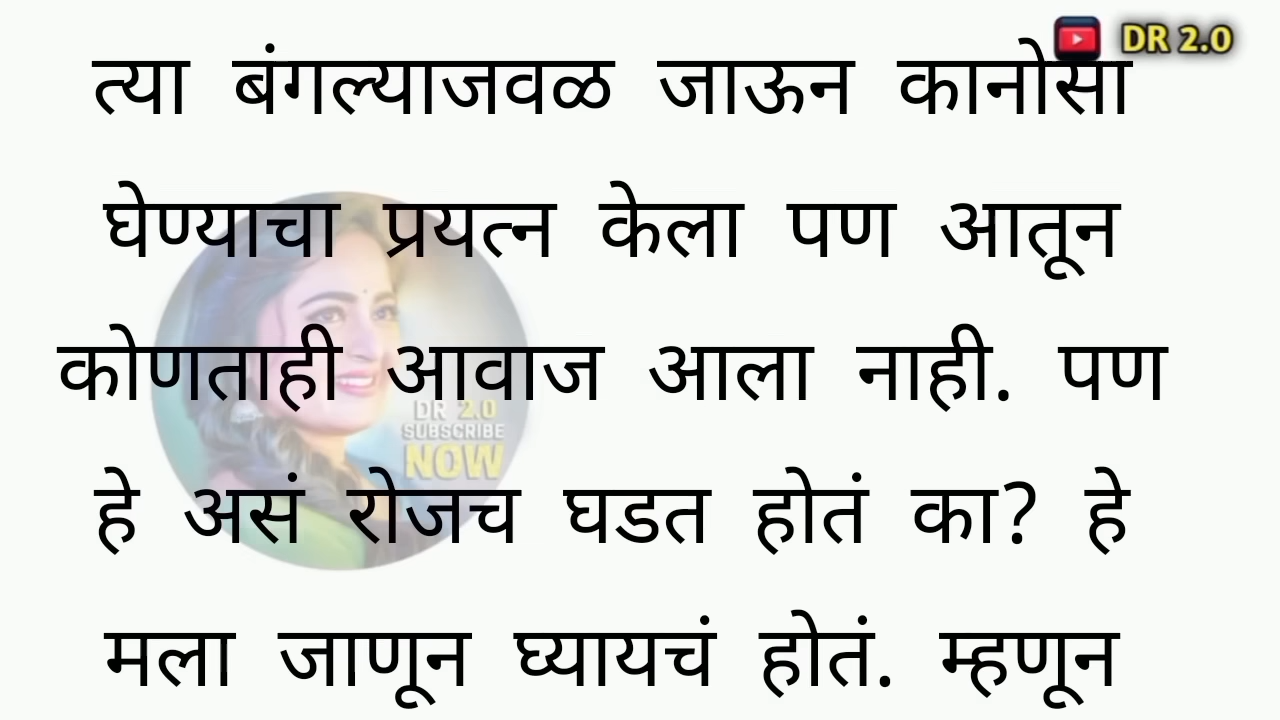 DR 2.0
त्या बंगल्याजवळ जाऊन कानोसा
घेण्याचा प्रयत्न केला पण आतून
कोणताही आवाज आला नाही. पण
DR 2.0
SUBSCRIBE
NOW
हे असं रोजच घडत होतं का? हे
मला जाणून घ्यायचं होतं. म्हणून